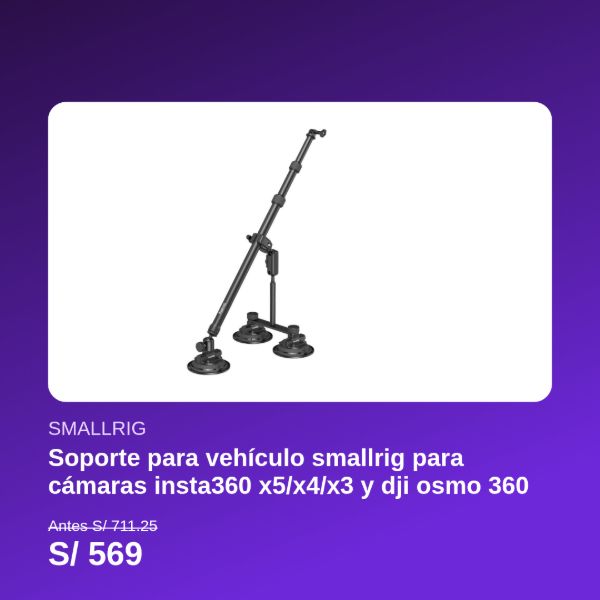 SMALLRIG
Soporte para vehículo smallrig para
cámaras insta360 x5/x4/x3 y dji osmo 360
Antes S/ 711.25
S/ 569